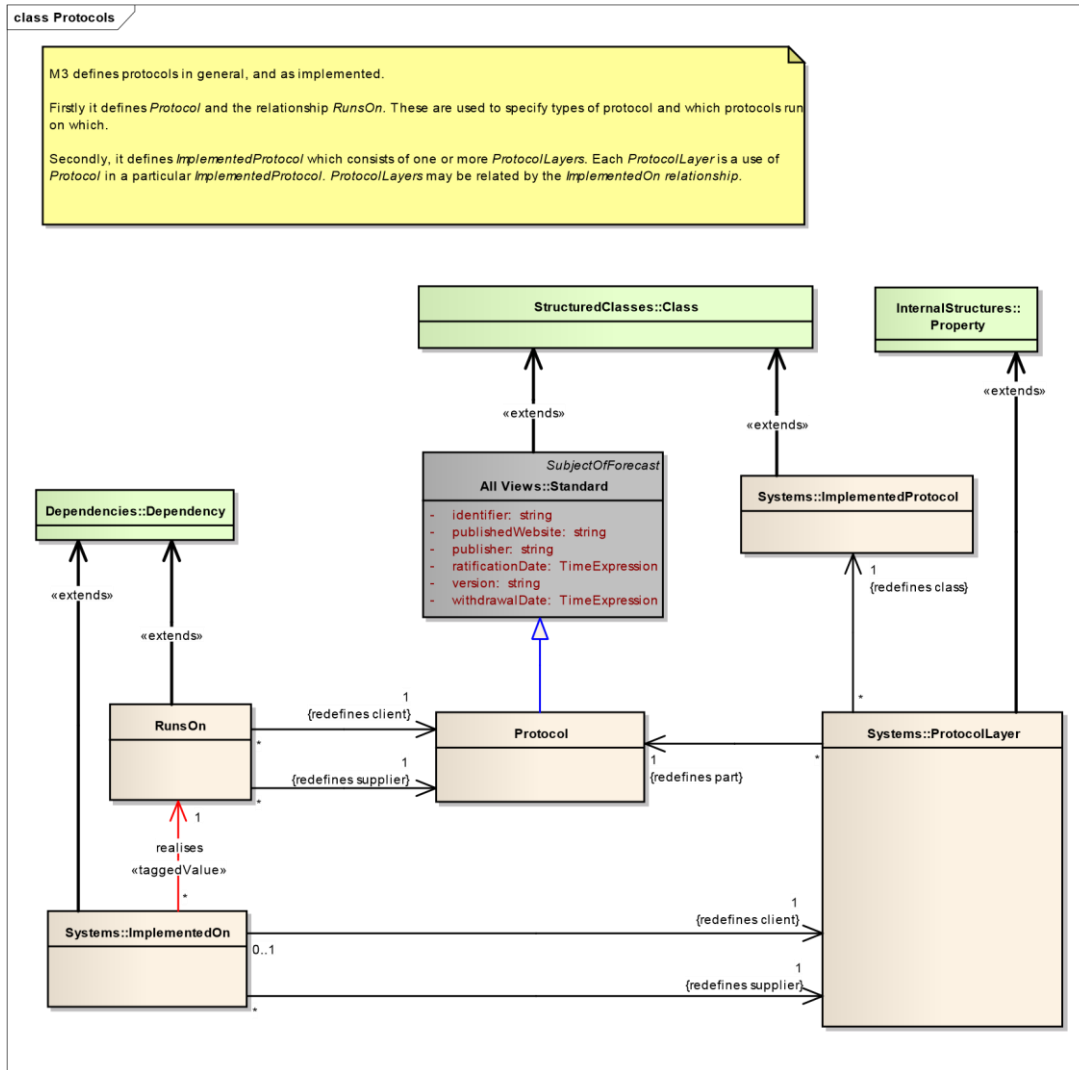 class Protocols
M3 defines protocols in general, and as implemented.
Firstly it defines Protocol and the relationship RunsOn. These are used to specify types of protocol and which protocols run
on which.
Secondly, it defines ImplementedProtocol which consists of one or more ProtocolLayers. Each ProtocolLayer is a use of
Protocol in a particular ImplementedProtocol. ProtocolLayers may be related by the ImplementedOn relationship.
StructuredClasses::Class
InternalStructures::
Property
«extends»
«extends»
«extends»
SubjectOfForecast
All Views::Standard
- identifier: string
- publishedWebsite: string
- publisher: string
- ratificationDate: TimeExpression
- version: string
- withdrawalDate: TimeExpression
Systems::ImplementedProtocol
Dependencies::Dependency
«extends»
«extends»
1
{redefines class}
*
RunsOn
1
{redefines client}
*
1
{redefines supplier}
*
Protocol
1
{redefines part}
*
Systems::ProtocolLayer
1
realises
«taggedValue»
*
Systems::ImplementedOn
0..1
1
{redefines client}
1
{redefines supplier}
*